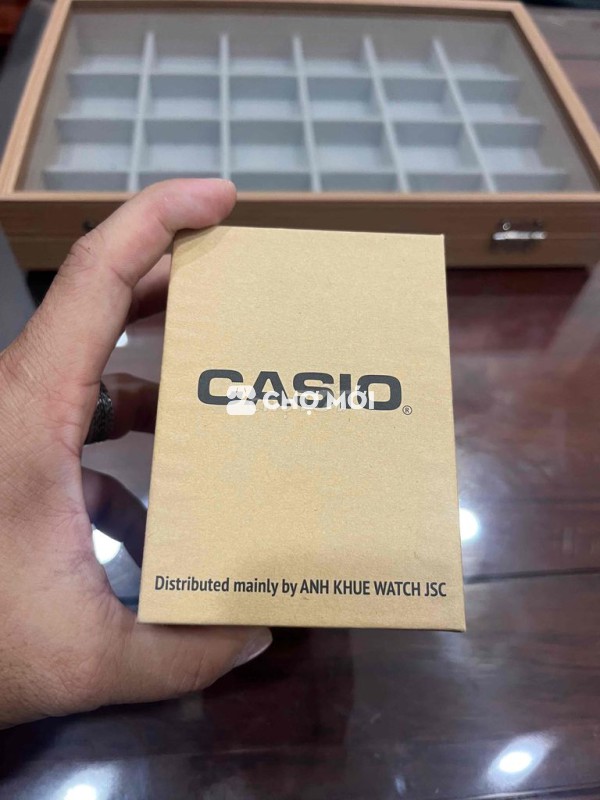 CASIO®
CHỢ MỚI
Distributed mainly by ANH KHUE WATCH JSC